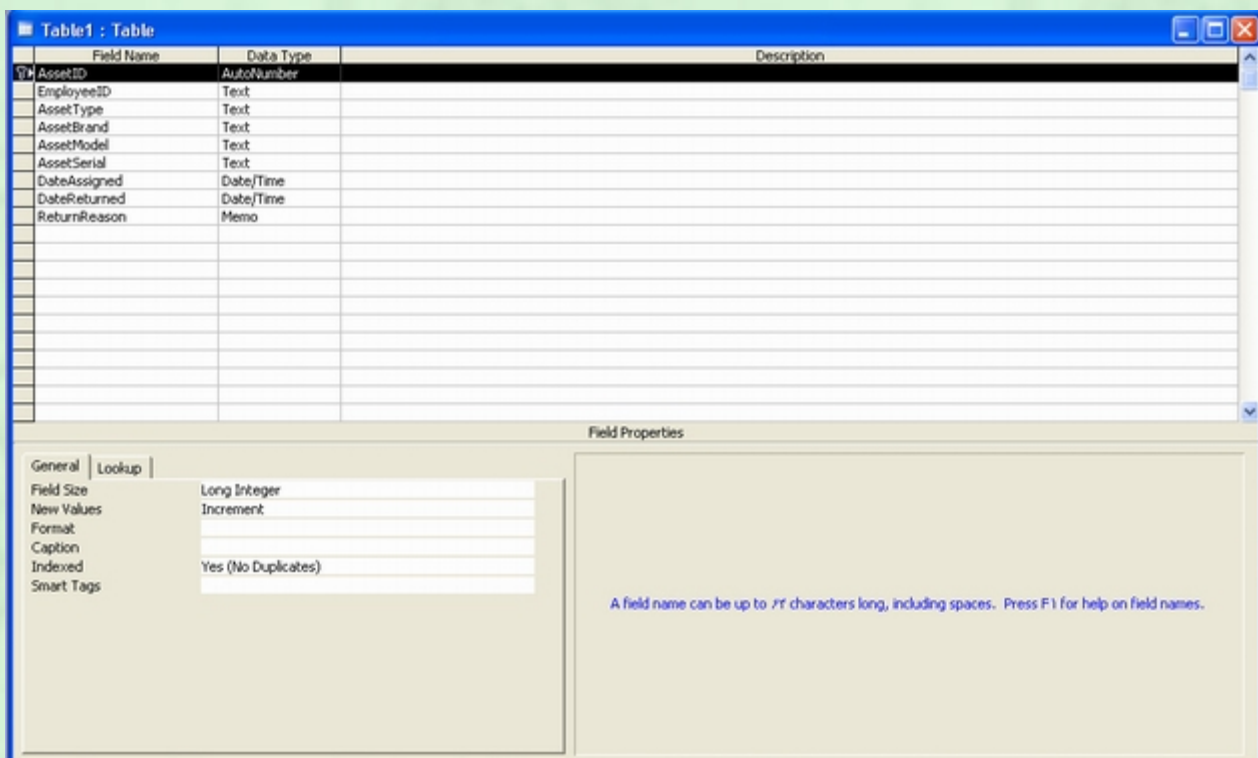 Table1 : Table
Field Name Data Type Description
AssetID AutoNumber
EmployeeID Text
AssetType Text
AssetBrand Text
AssetModel Text
AssetSerial Text
DateAssigned Date/Time
DateReturned Date/Time
ReturnReason Memo
Field Properties
General Lookup
Field Size Long Integer
New Values Increment
Format
Caption
Indexed Yes (No Duplicates)
Smart Tags
A field name can be up to ۶۴ characters long, including spaces. Press F۱ for help on field names.